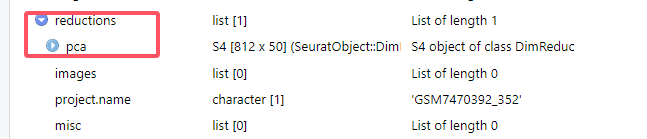 reductions list [1] List of length 1
pca S4 [812 x 50] (SeuratObject::Dim S4 object of class DimReduc
images list [0] List of length 0
project.name character [1] 'GSM7470392_352'
misc list [0] List of length 0